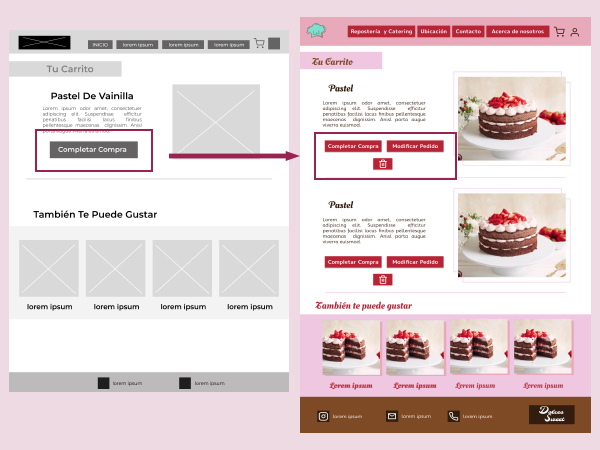 INICIO lorem ipsum lorem ipsum lorem ipsum
Tu Carrito
Pastel De Vainilla
Lorem ipsum dolor amet, consectetuer
adipiscing elit. Suspendisse efficitur
penatibus facilisi lacus finibus
pellentesque maecenas dignissim. Amsl
Completar Compra
También Te Puede Gustar
lorem ipsum lorem ipsum lorem ipsum lorem ipsum
lorem ipsum lorem ipsum
Repostería y Catering Ubicación Contacto Acerca de nosotros
Tu Carrito
Pastel
Lorem ipsum odor amet, consectetuer
adipiscing elit. Suspendisse efficitur
penatibus facilisi lacus finibus pellentesque
maecenas dignissim. Amsl porta augue
viverra euismod.
Completar Compra Modificar Pedido
Pastel
Lorem ipsum odor amet, consectetuer
adipiscing elit. Suspendisse efficitur
penatibus facilisi lacus finibus pellentesque
maecenas dignissim. Amsl porta augue
viverra euismod.
Completar Compra Modificar Pedido
También te puede gustar
Lorem ipsum Lorem ipsum Lorem ipsum Lorem ipsum
lorem ipsum lorem ipsum lorem ipsum